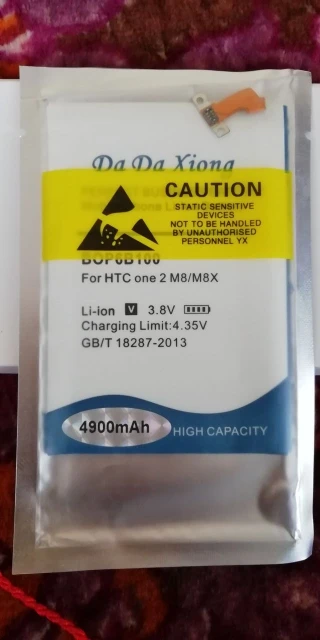 Da Da Xiong
CAUTION
STATIC SENSITIVE
DEVICES
NOT TO BE HANDLED
BY UNAUTHORISED
PERSONNEL YX
BOP6B100
For HTC one 2 M8/M8X
Li-ion V 3.8V
Charging Limit:4.35V
GB/T 18287-2013
4900mAh
HIGH CAPACITY